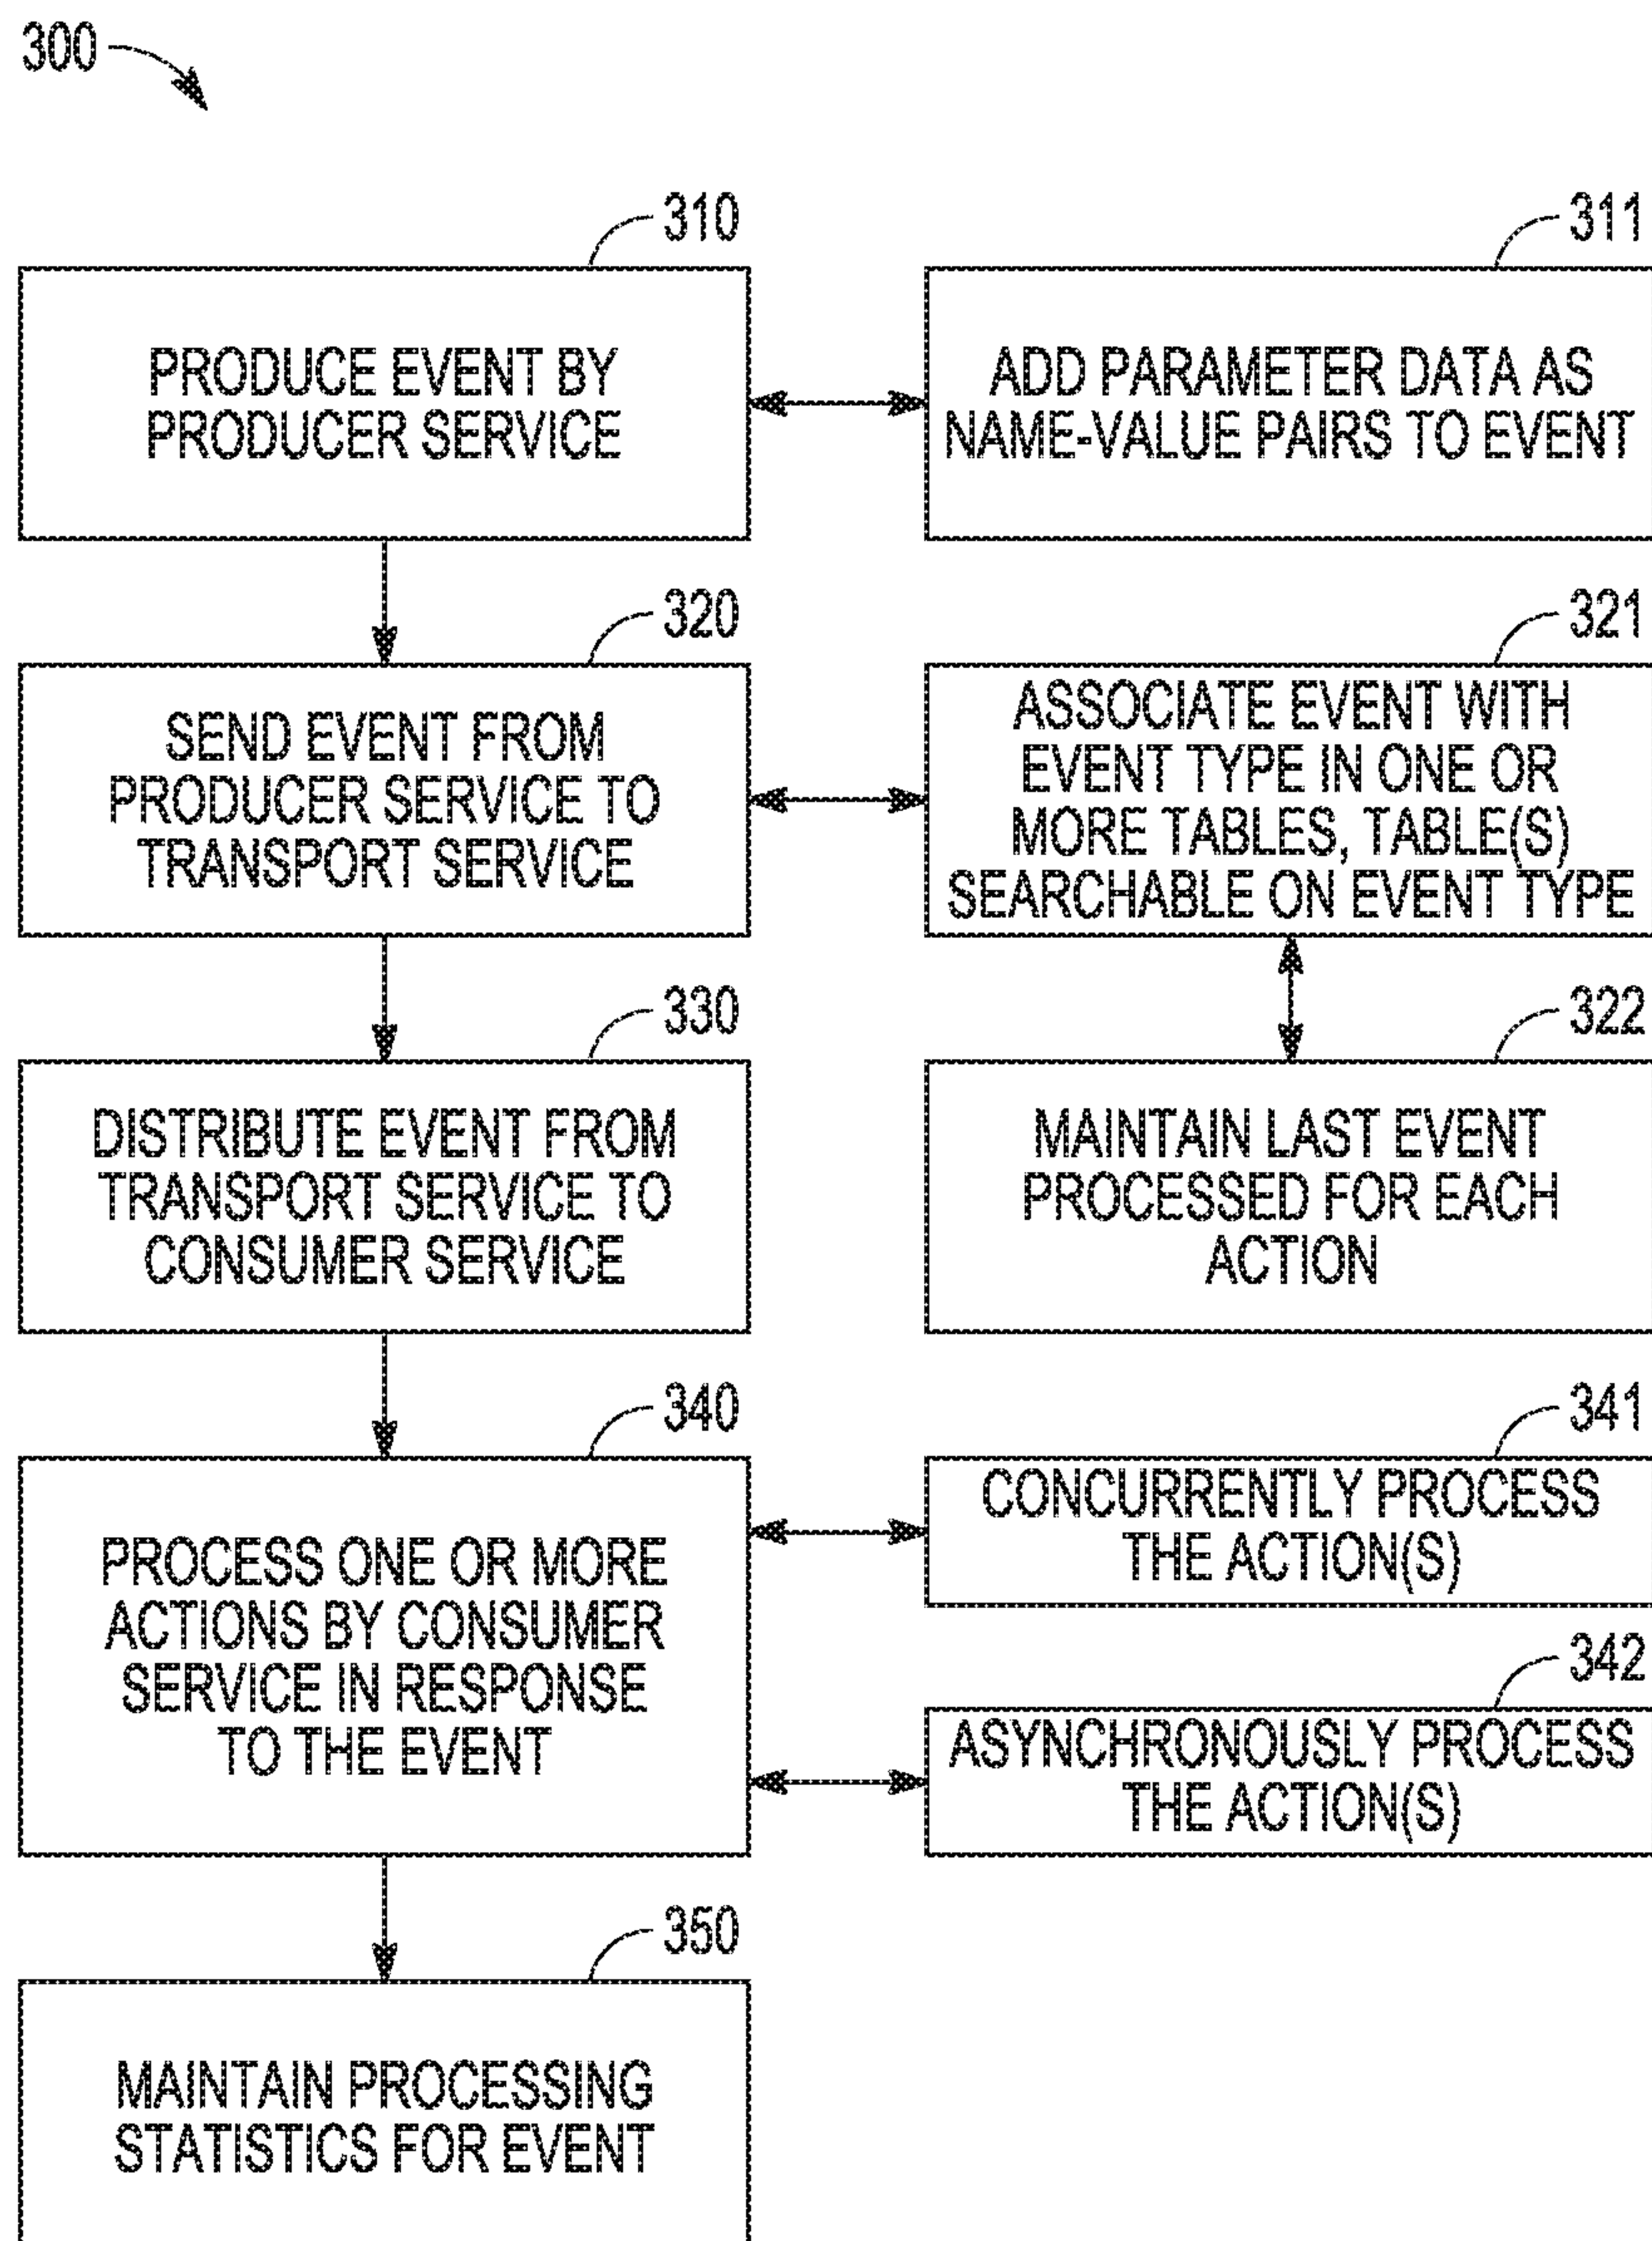 300
310
PRODUCE EVENT BY
PRODUCER SERVICE
311
ADD PARAMETER DATA AS
NAME-VALUE PAIRS TO EVENT
320
SEND EVENT FROM
PRODUCER SERVICE TO
TRANSPORT SERVICE
321
ASSOCIATE EVENT WITH
EVENT TYPE IN ONE OR
MORE TABLES, TABLE(S)
SEARCHABLE ON EVENT TYPE
330
DISTRIBUTE EVENT FROM
TRANSPORT SERVICE TO
CONSUMER SERVICE
322
MAINTAIN LAST EVENT
PROCESSED FOR EACH
ACTION
340
PROCESS ONE OR MORE
ACTIONS BY CONSUMER
SERVICE IN RESPONSE
TO THE EVENT
341
CONCURRENTLY PROCESS
THE ACTION(S)
342
ASYNCHRONOUSLY PROCESS
THE ACTION(S)
350
MAINTAIN PROCESSING
STATISTICS FOR EVENT